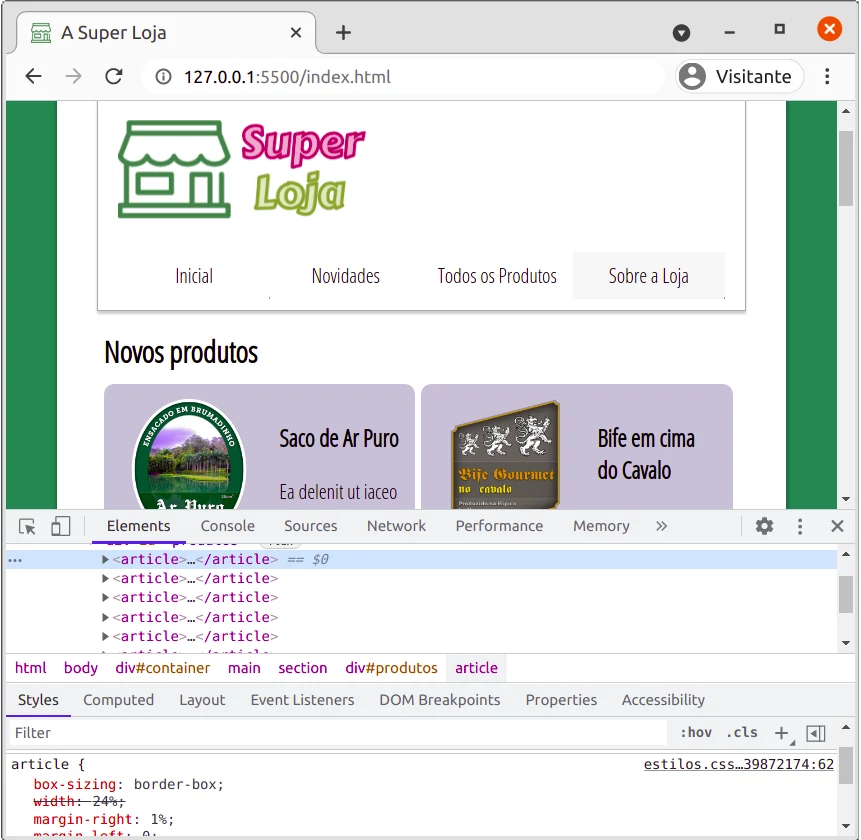 A Super Loja
127.0.0.1:5500/index.html
Visitante
Super
Loja
Inicial Novidades Todos os Produtos Sobre a Loja
Novos produtos
ENSACADO EM BRUMADINHO
Ar Puro
Saco de Ar Puro
Ea delenit ut iaceo
Bife Gourmet
no cavalo
Bife em cima
do Cavalo
Elements Console Sources Network Performance Memory »
<article>…</article> == $0
<article>…</article>
<article>…</article>
<article>…</article>
<article>…</article>
html body div#container main section div#produtos article
Styles Computed Layout Event Listeners DOM Breakpoints Properties Accessibility
Filter :hov .cls
article { estilos.css…39872174:62
box-sizing: border-box;
width: 24%;
margin-right: 1%;
margin-left: 0;